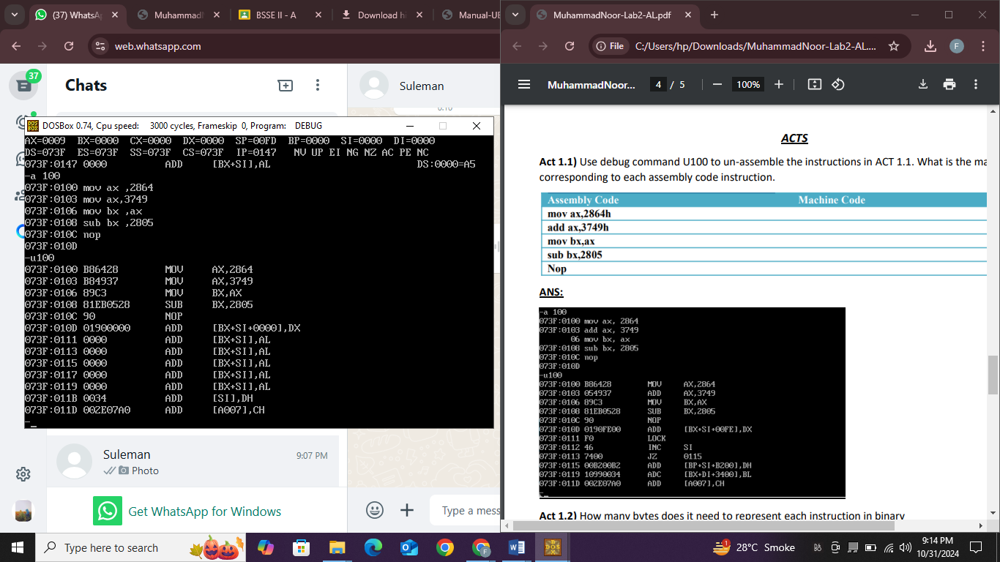 (37) WhatsA
Muhammad
BSSE II - A
Download hi
Manual-UE
web.whatsapp.com
37
Chats
Suleman
DOSBox 0.74, Cpu speed: 3000 cycles, Frameskip 0, Program: DEBUG
AX=0009 BX=0000 CX=0000 DX=0000 SP=00FD BP=0000 SI=0000 DI=0000
DS=073F ES=073F SS=073F CS=073F IP=0147 NV UP EI NG NZ AC PE NC
073F:0147 0000 ADD [BX+SI],AL DS:0000=A5
-a 100
073F:0100 mov ax ,2864
073F:0103 mov ax,3749
073F:0106 mov bx ,ax
073F:0108 sub bx ,2805
073F:010C nop
073F:010D
-u100
073F:0100 B86428 MOV AX,2864
073F:0103 B84937 MOV AX,3749
073F:0106 89C3 MOV BX,AX
073F:0108 81EB0528 SUB BX,2805
073F:010C 90 NOP
073F:010D 01900000 ADD [BX+SI+0000],DX
073F:0111 0000 ADD [BX+SI],AL
073F:0113 0000 ADD [BX+SI],AL
073F:0115 0000 ADD [BX+SI],AL
073F:0117 0000 ADD [BX+SI],AL
073F:0119 0000 ADD [BX+SI],AL
073F:011B 0034 ADD [SI],DH
073F:011D 002E07A0 ADD [A007],CH
-_
Suleman
9:07 PM
Photo
Get WhatsApp for Windows
Type a mess
MuhammadNoor-Lab2-AL.pdf
File C:/Users/hp/Downloads/MuhammadNoor-Lab2-AL....
F
MuhammadNoor...
4 / 5
100%
ACTS
Act 1.1) Use debug command U100 to un-assemble the instructions in ACT 1.1. What is the ma
corresponding to each assembly code instruction.
Assembly Code Machine Code
mov ax,2864h
add ax,3749h
mov bx,ax
sub bx,2805
Nop
ANS:
-a 100
073F:0100 mov ax, 2864
073F:0103 add ax, 3749
06 mov bx, ax
073F:0108 sub bx, 2805
073F:010C nop
073F:010D
-u100
073F:0100 B86428 MOV AX,2864
073F:0103 054937 ADD AX,3749
073F:0106 89C3 MOV BX,AX
073F:0108 81EB0528 SUB BX,2805
073F:010C 90 NOP
073F:010D 0190FE00 ADD [BX+SI+00FE],DX
073F:0111 F0 LOCK
073F:0112 46 INC SI
073F:0113 7400 JZ 0115
073F:0115 00B200B2 ADD [BP+SI+B200],DH
073F:0119 10990034 ADC [BX+DI+3400],BL
073F:011D 002E07A0 ADD [A007],CH
Act 1.2) How many bytes does it need to represent each instruction in binary
Type here to search
28°C Smoke
9:14 PM
10/31/2024